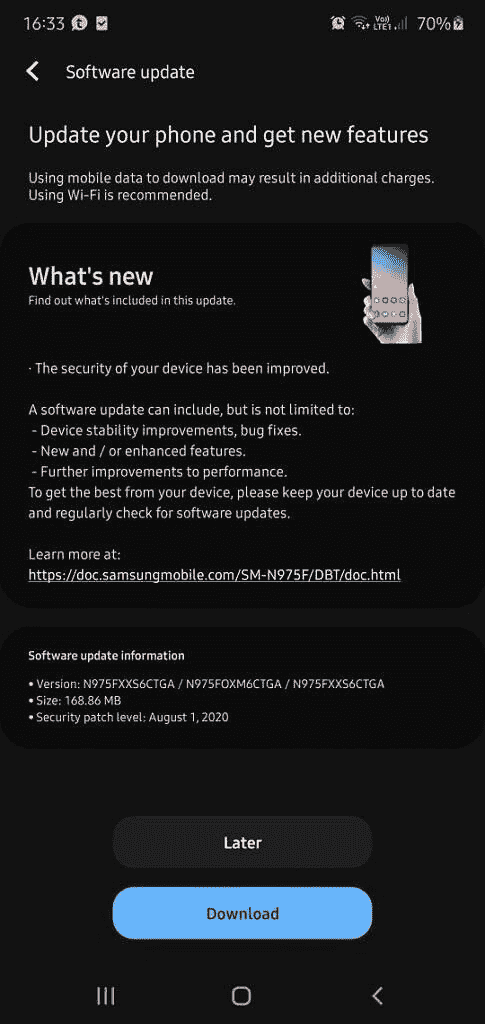 16:33 Vo) LTE1 70%
Software update
Update your phone and get new features
Using mobile data to download may result in additional charges.
Using Wi-Fi is recommended.
What's new
Find out what's included in this update.
· The security of your device has been improved.
A software update can include, but is not limited to:
- Device stability improvements, bug fixes.
- New and / or enhanced features.
- Further improvements to performance.
To get the best from your device, please keep your device up to date
and regularly check for software updates.
Learn more at:
https://doc.samsungmobile.com/SM-N975F/DBT/doc.html
Software update information
• Version: N975FXXS6CTGA / N975FOXM6CTGA / N975FXXS6CTGA
• Size: 168.86 MB
• Security patch level: August 1, 2020
Later
Download